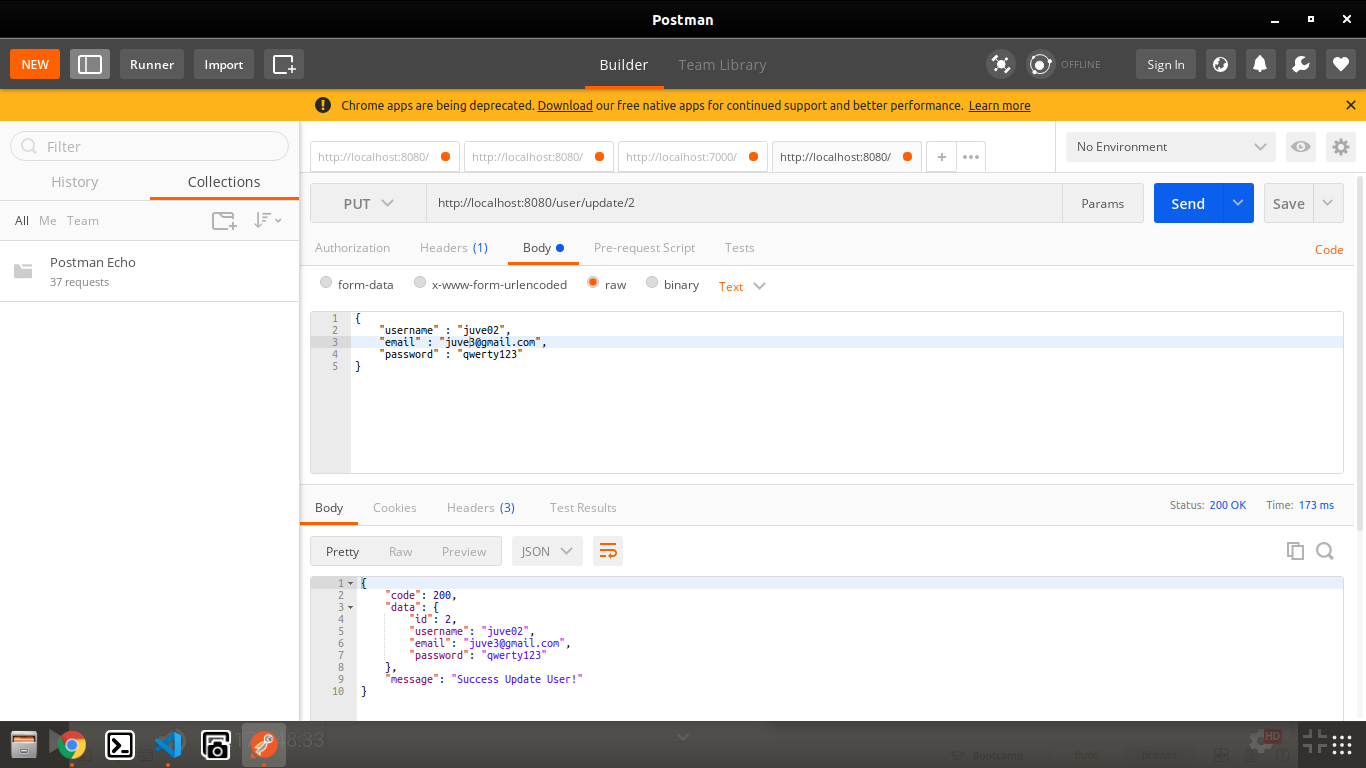 Postman
NEW Runner Import Builder Team Library OFFLINE Sign In
Chrome apps are being deprecated. Download our free native apps for continued support and better performance. Learn more
Filter
http://localhost:8080/ http://localhost:8080/ http://localhost:7000/ http://localhost:8080/ + ••• No Environment
History Collections
All Me Team
Postman Echo
37 requests
PUT http://localhost:8080/user/update/2 Params Send Save
Authorization Headers (1) Body Pre-request Script Tests Code
form-data x-www-form-urlencoded raw binary Text
1 {
2 "username" : "juve02",
3 "email" : "juve3@gmail.com",
4 "password" : "qwerty123"
5 }
Body Cookies Headers (3) Test Results Status: 200 OK Time: 173 ms
Pretty Raw Preview JSON
1 {
2 "code": 200,
3 "data": {
4 "id": 2,
5 "username": "juve02",
6 "email": "juve3@gmail.com",
7 "password": "qwerty123"
8 },
9 "message": "Success Update User!"
10 }
48:33 HD
Bootcamp Build Browse